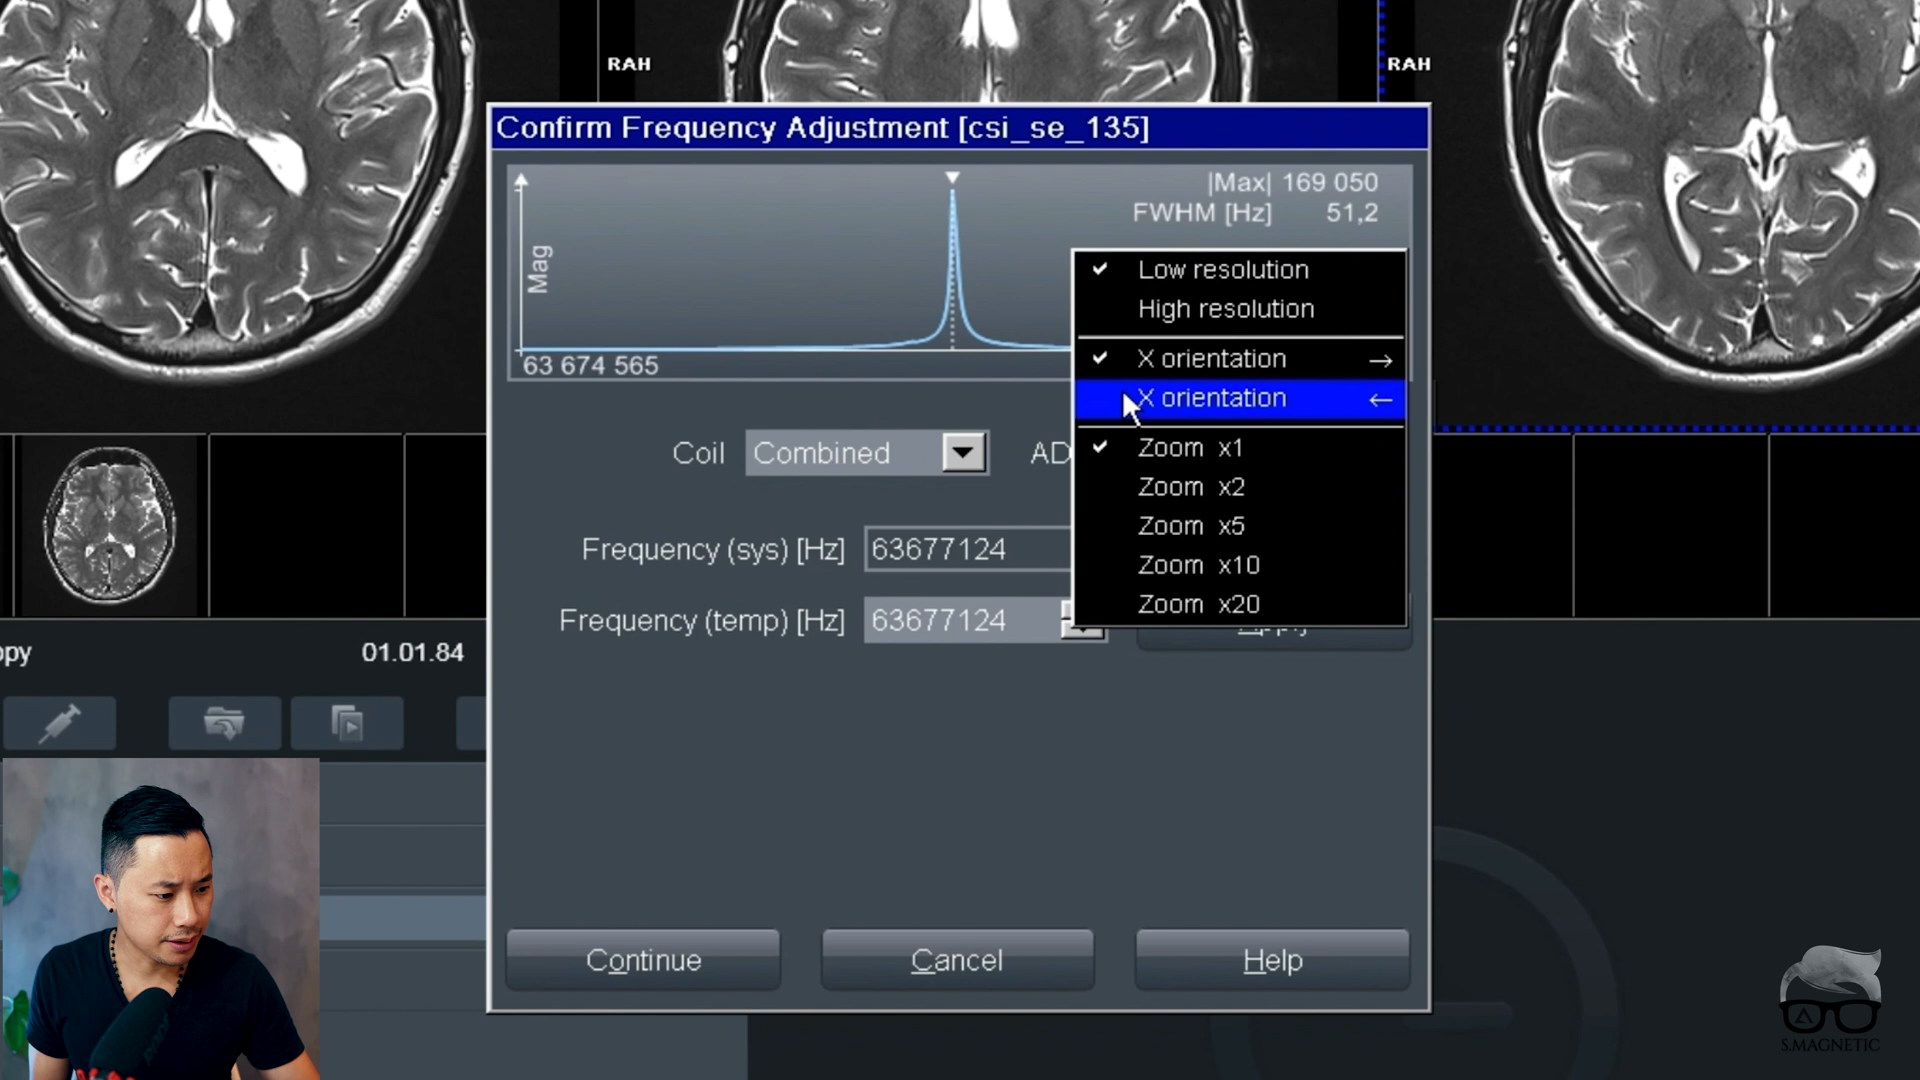 RAH
RAH
Confirm Frequency Adjustment [csi_se_135]
|Max| 169 050
FWHM [Hz] 51,2
Mag
63 674 565
Low resolution
High resolution
X orientation →
X orientation ←
Zoom x1
Zoom x2
Zoom x5
Zoom x10
Zoom x20
Coil Combined AD
Frequency (sys) [Hz] 63677124
Frequency (temp) [Hz] 63677124
opy 01.01.84
Continue Cancel Help
S.MAGNETIC